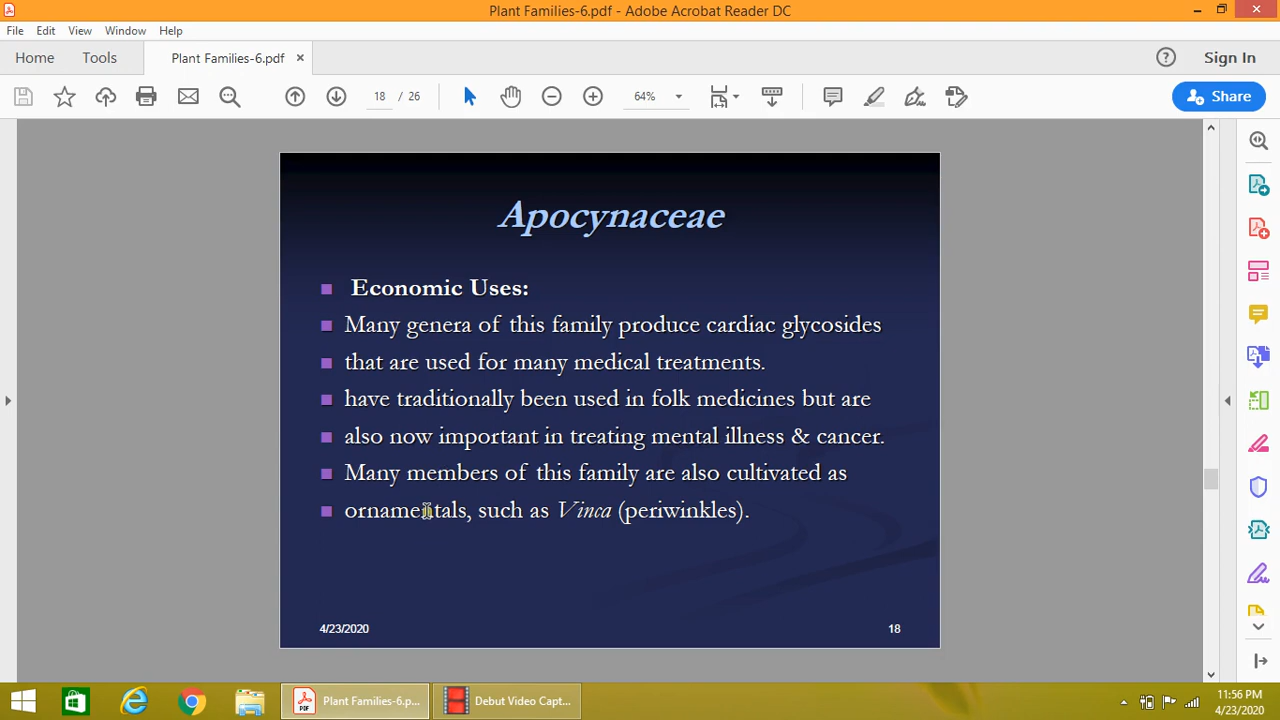 Plant Families-6.pdf - Adobe Acrobat Reader DC
File Edit View Window Help
Home Tools Plant Families-6.pdf × Sign In
18 / 26 64% Share
Apocynaceae
Economic Uses:
Many genera of this family produce cardiac glycosides
that are used for many medical treatments.
have traditionally been used in folk medicines but are
also now important in treating mental illness & cancer.
Many members of this family are also cultivated as
ornamentals, such as Vinca (periwinkles).
4/23/2020 18
Plant Families-6.p... Debut Video Capt... 11:56 PM
4/23/2020